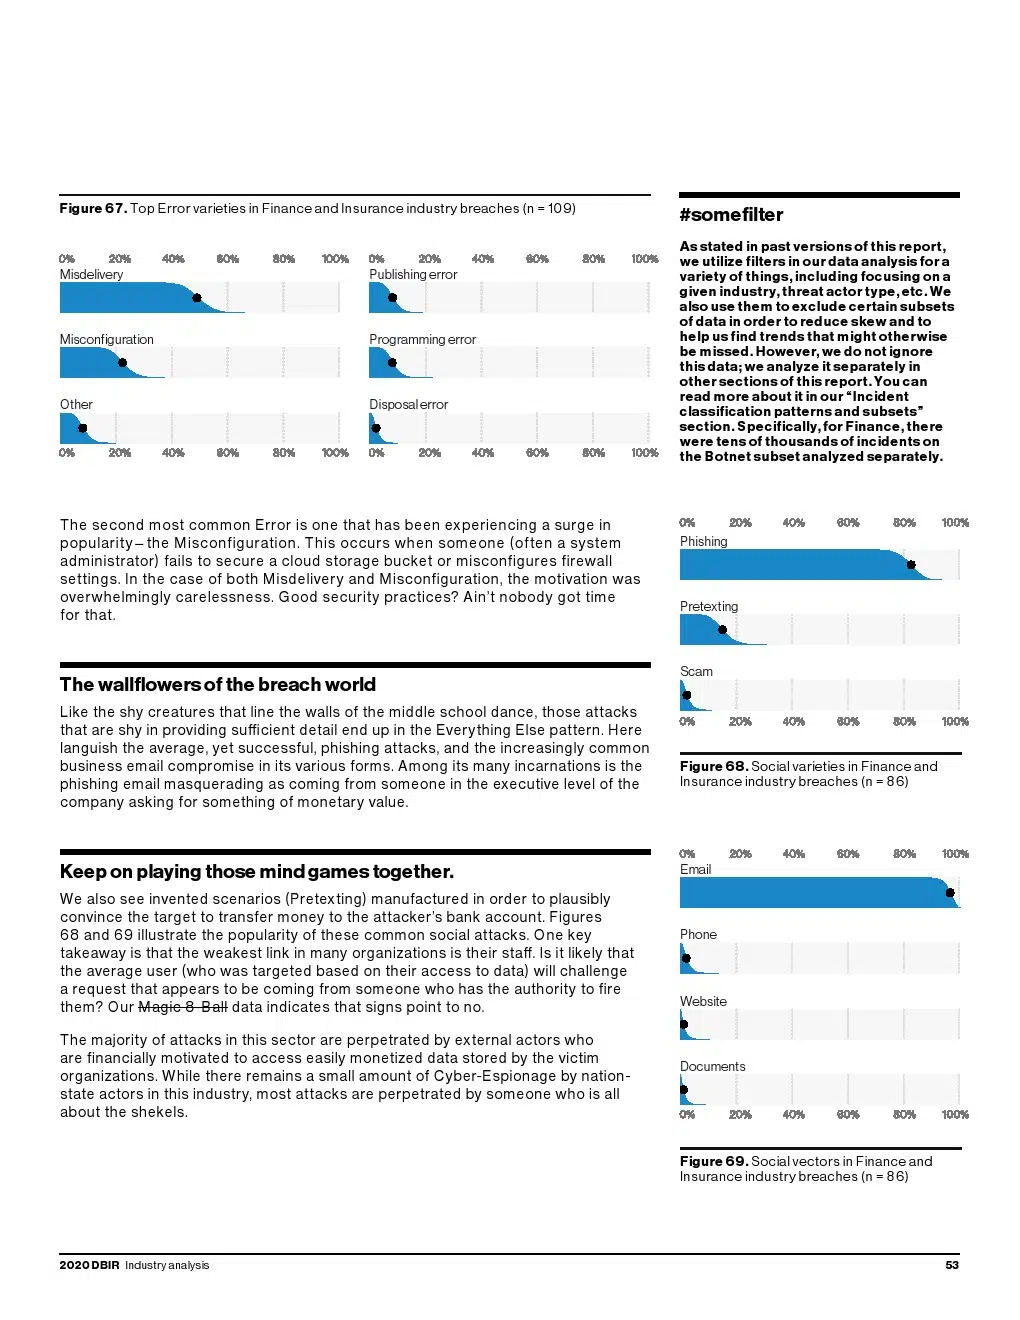 Figure 67. Top Error varieties in Finance and Insurance industry breaches (n = 109)
0% 20% 40% 60% 80% 100%
Misdelivery
Misconfiguration
Other
0% 20% 40% 60% 80% 100%
0% 20% 40% 60% 80% 100%
Publishing error
Programming error
Disposal error
0% 20% 40% 60% 80% 100%
The second most common Error is one that has been experiencing a surge in
popularity—the Misconfiguration. This occurs when someone (often a system
administrator) fails to secure a cloud storage bucket or misconfigures firewall
settings. In the case of both Misdelivery and Misconfiguration, the motivation was
overwhelmingly carelessness. Good security practices? Ain't nobody got time
for that.
The wallflowers of the breach world
Like the shy creatures that line the walls of the middle school dance, those attacks
that are shy in providing sufficient detail end up in the Everything Else pattern. Here
languish the average, yet successful, phishing attacks, and the increasingly common
business email compromise in its various forms. Among its many incarnations is the
phishing email masquerading as coming from someone in the executive level of the
company asking for something of monetary value.
Keep on playing those mind games together.
We also see invented scenarios (Pretexting) manufactured in order to plausibly
convince the target to transfer money to the attacker's bank account. Figures
68 and 69 illustrate the popularity of these common social attacks. One key
takeaway is that the weakest link in many organizations is their staff. Is it likely that
the average user (who was targeted based on their access to data) will challenge
a request that appears to be coming from someone who has the authority to fire
them? Our Magic 8-Ball data indicates that signs point to no.
The majority of attacks in this sector are perpetrated by external actors who
are financially motivated to access easily monetized data stored by the victim
organizations. While there remains a small amount of Cyber-Espionage by nation-
state actors in this industry, most attacks are perpetrated by someone who is all
about the shekels.
#somefilter
As stated in past versions of this report,
we utilize filters in our data analysis for a
variety of things, including focusing on a
given industry, threat actor type, etc. We
also use them to exclude certain subsets
of data in order to reduce skew and to
help us find trends that might otherwise
be missed. However, we do not ignore
this data; we analyze it separately in
other sections of this report. You can
read more about it in our “Incident
classification patterns and subsets”
section. Specifically, for Finance, there
were tens of thousands of incidents on
the Botnet subset analyzed separately.
0% 20% 40% 60% 80% 100%
Phishing
Pretexting
Scam
0% 20% 40% 60% 80% 100%
Figure 68. Social varieties in Finance and
Insurance industry breaches (n = 86)
0% 20% 40% 60% 80% 100%
Email
Phone
Website
Documents
0% 20% 40% 60% 80% 100%
Figure 69. Social vectors in Finance and
Insurance industry breaches (n = 86)
2020 DBIR Industry analysis
53